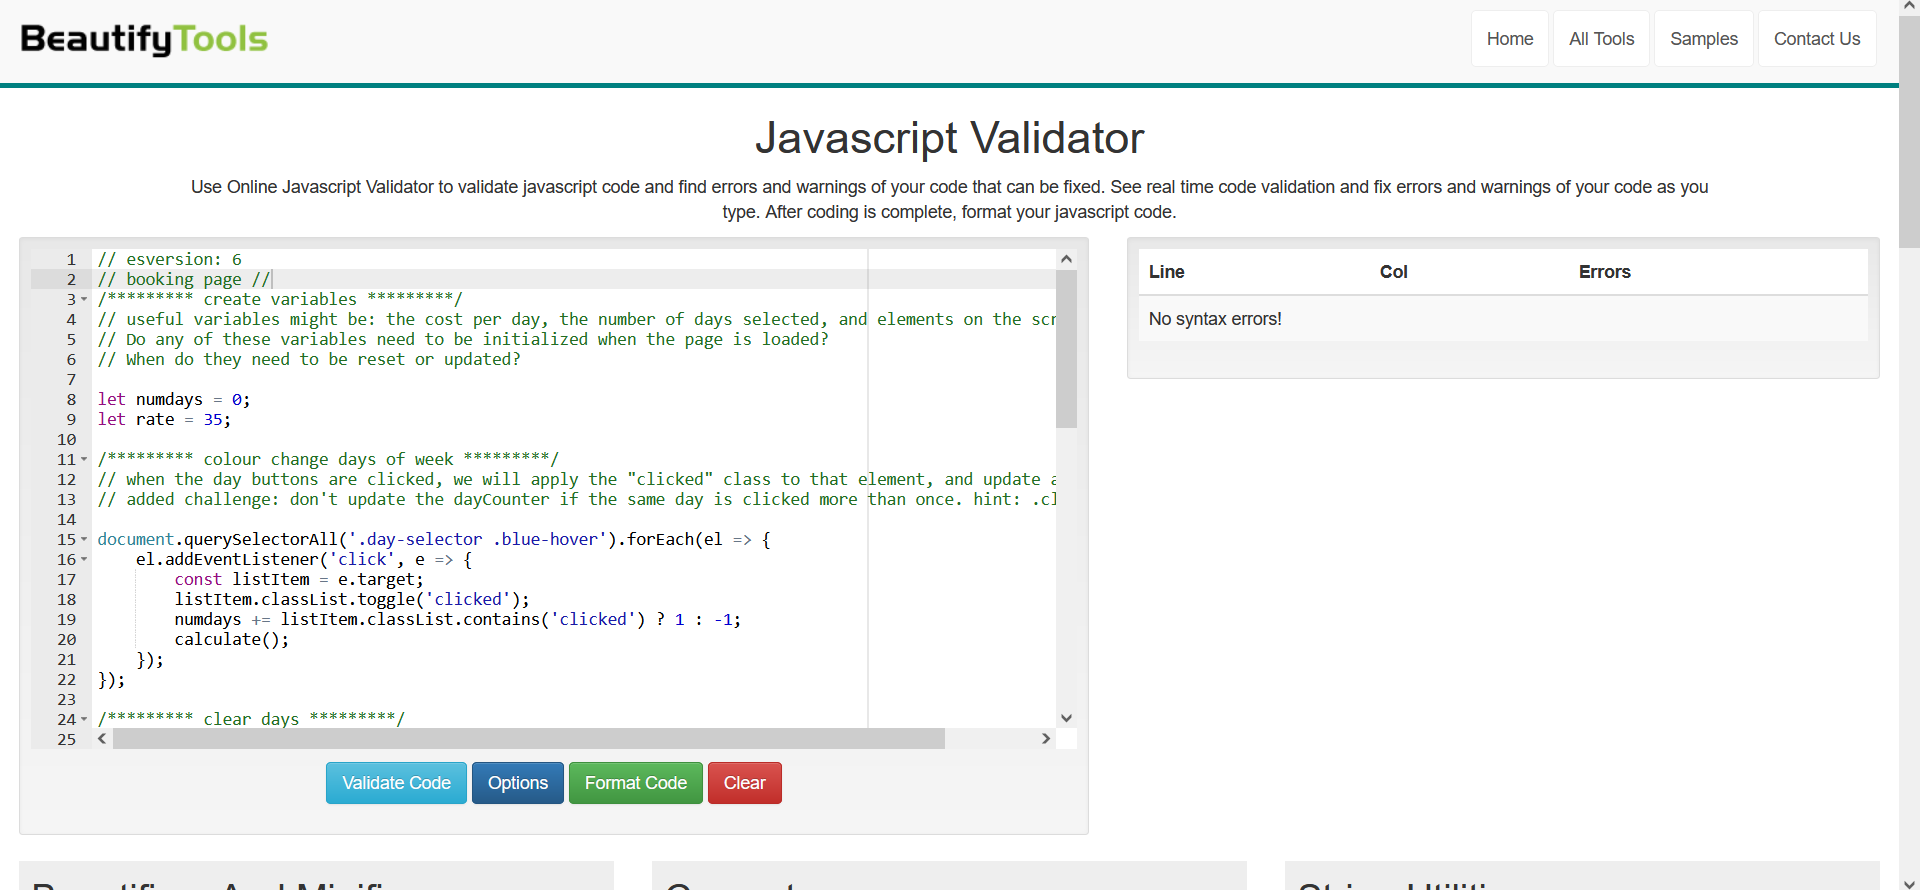 BeautifyTools
Home All Tools Samples Contact Us
Javascript Validator
Use Online Javascript Validator to validate javascript code and find errors and warnings of your code that can be fixed. See real time code validation and fix errors and warnings of your code as you
type. After coding is complete, format your javascript code.
1 // esversion: 6
2 // booking page //
3 /********* create variables *********/
4 // useful variables might be: the cost per day, the number of days selected, and elements on the scr
5 // Do any of these variables need to be initialized when the page is loaded?
6 // When do they need to be reset or updated?
7
8 let numdays = 0;
9 let rate = 35;
10
11 /********* colour change days of week *********/
12 // when the day buttons are clicked, we will apply the "clicked" class to that element, and update a
13 // added challenge: don't update the dayCounter if the same day is clicked more than once. hint: .cl
14
15 document.querySelectorAll('.day-selector .blue-hover').forEach(el => {
16 el.addEventListener('click', e => {
17 const listItem = e.target;
18 listItem.classList.toggle('clicked');
19 numdays += listItem.classList.contains('clicked') ? 1 : -1;
20 calculate();
21 });
22 });
23
24 /********* clear days *********/
25
Validate Code Options Format Code Clear
Line Col Errors
No syntax errors!